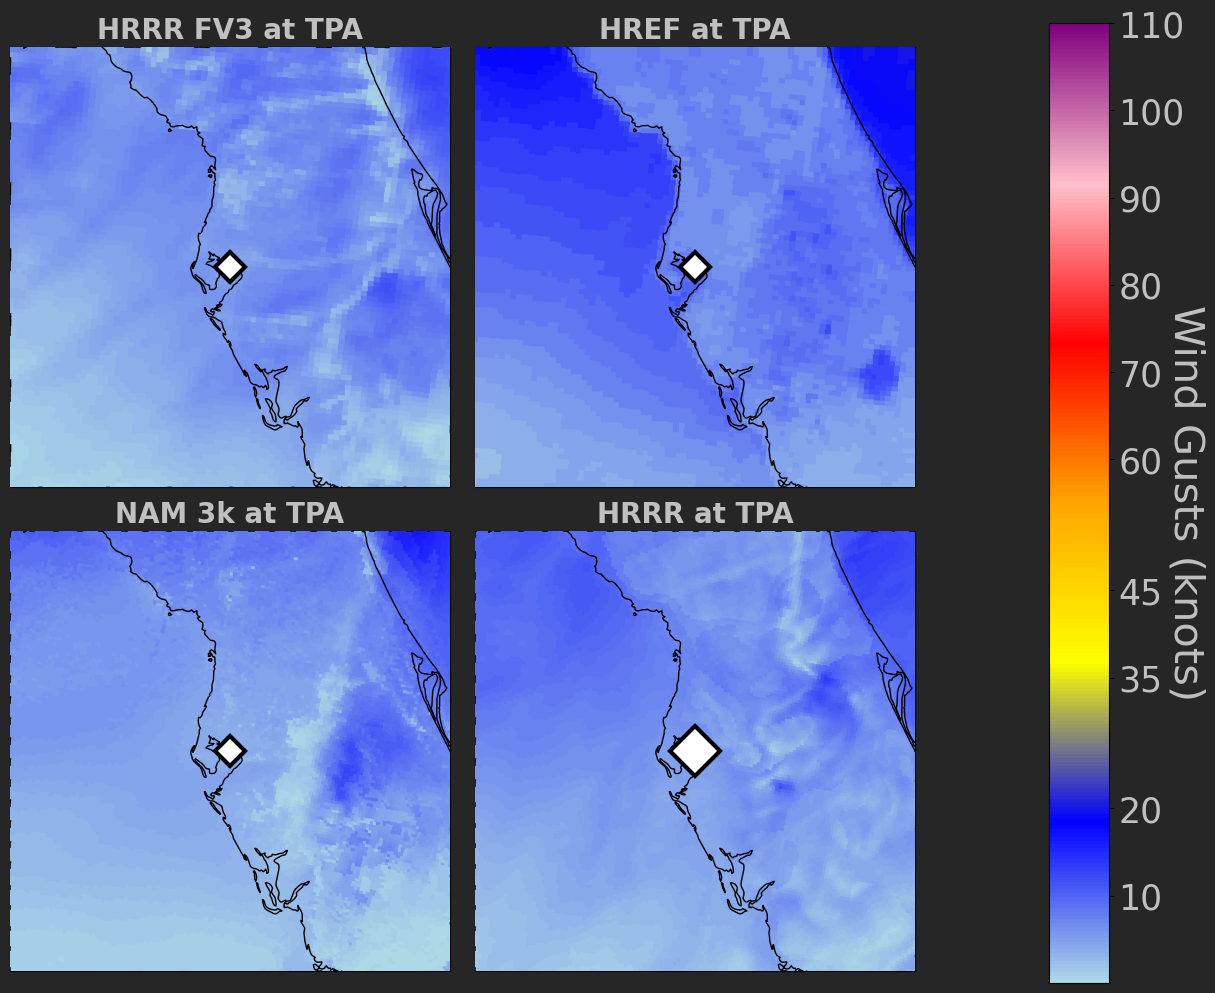 HRRR FV3 at TPA
HREF at TPA
NAM 3k at TPA
HRRR at TPA
110
100
90
80
70
60
45
35
20
10
Wind Gusts (knots)